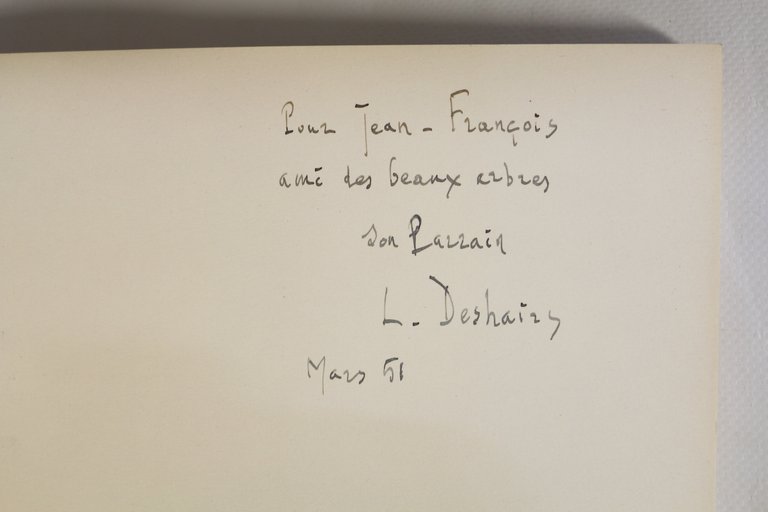 Pour Jean-François
ami des beaux arbres
son Parrain
L. Deshairs
Mars 51